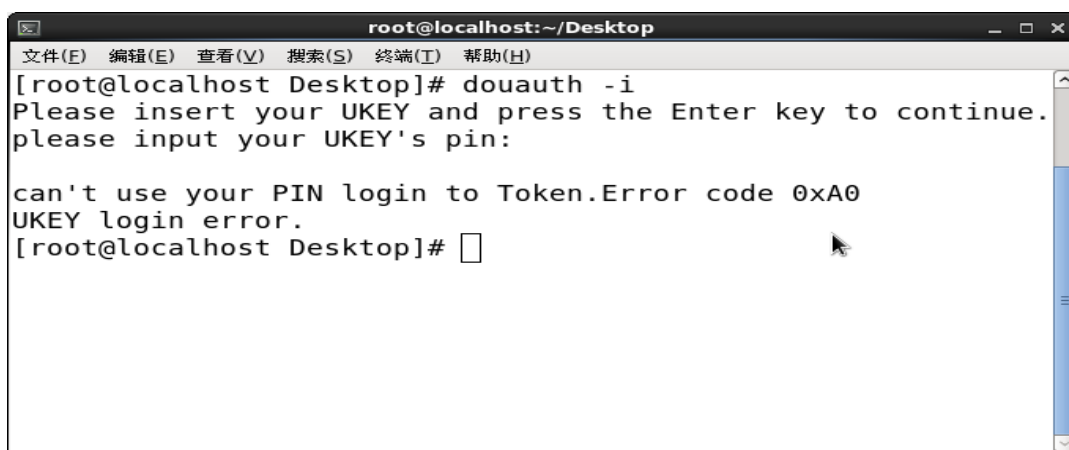 root@localhost:~/Desktop
文件(F) 编辑(E) 查看(V) 搜索(S) 终端(T) 帮助(H)
[root@localhost Desktop]# douauth -i
Please insert your UKEY and press the Enter key to continue.
please input your UKEY's pin:
can't use your PIN login to Token.Error code 0xA0
UKEY login error.
[root@localhost Desktop]#